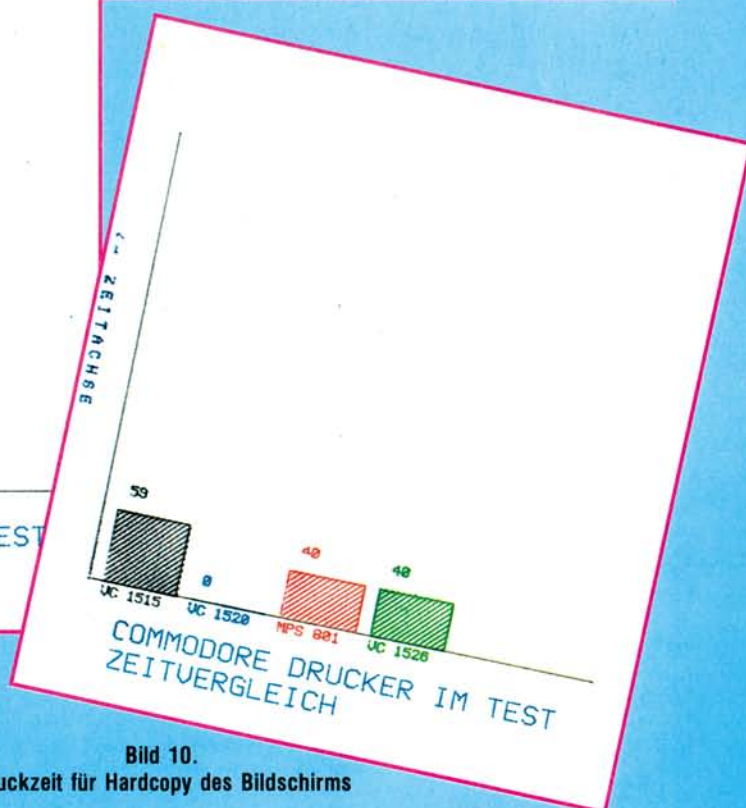 <- ZEITACHSE
59
0
40
40
VC 1515
VC 1520
MPS 801
VC 1526
COMMODORE DRUCKER IM TEST
ZEITVERGLEICH
EST
Bild 10.
uckzeit für Hardcopy des Bildschirms